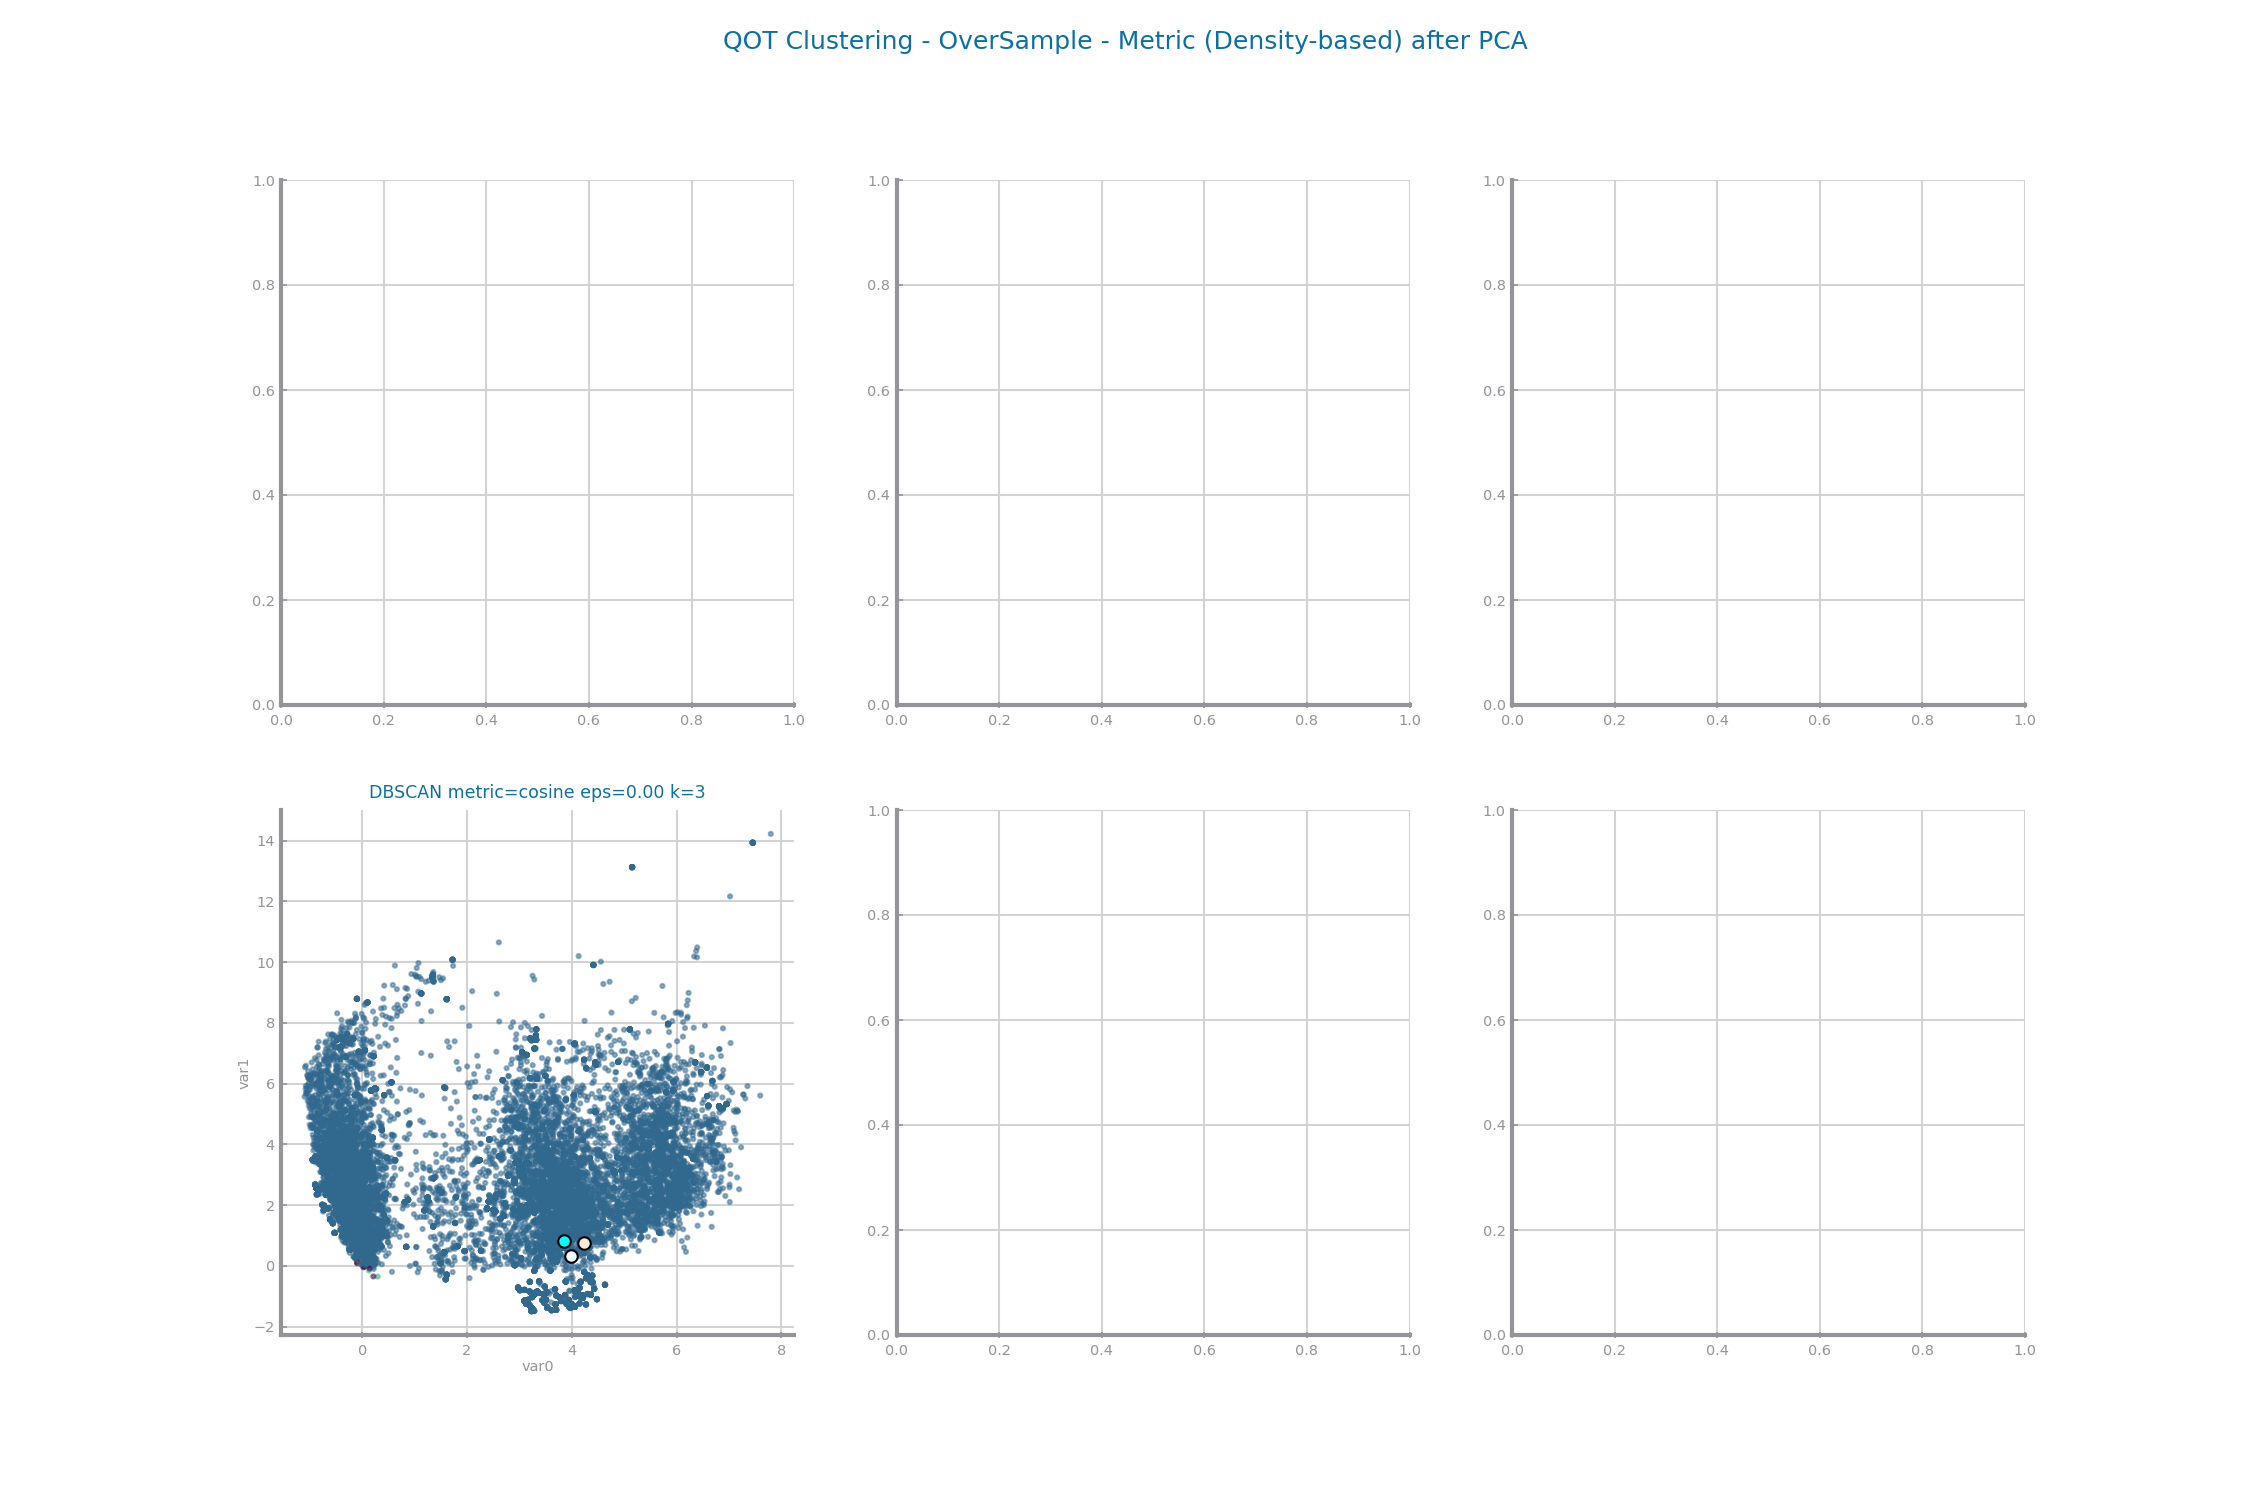 QOT Clustering - OverSample - Metric (Density-based) after PCA
1.0 1.0 1.0
0.8 0.8 0.8
0.6 0.6 0.6
0.4 0.4 0.4
0.2 0.2 0.2
0.0 0.0 0.0
0.0 0.2 0.4 0.6 0.8 1.0 0.0 0.2 0.4 0.6 0.8 1.0 0.0 0.2 0.4 0.6 0.8 1.0
DBSCAN metric=cosine eps=0.00 k=3
14
12
10
8
6
4
2
0
−2
var1
0 2 4 6 8
var0
1.0 1.0
0.8 0.8
0.6 0.6
0.4 0.4
0.2 0.2
0.0 0.0
0.0 0.2 0.4 0.6 0.8 1.0 0.0 0.2 0.4 0.6 0.8 1.0